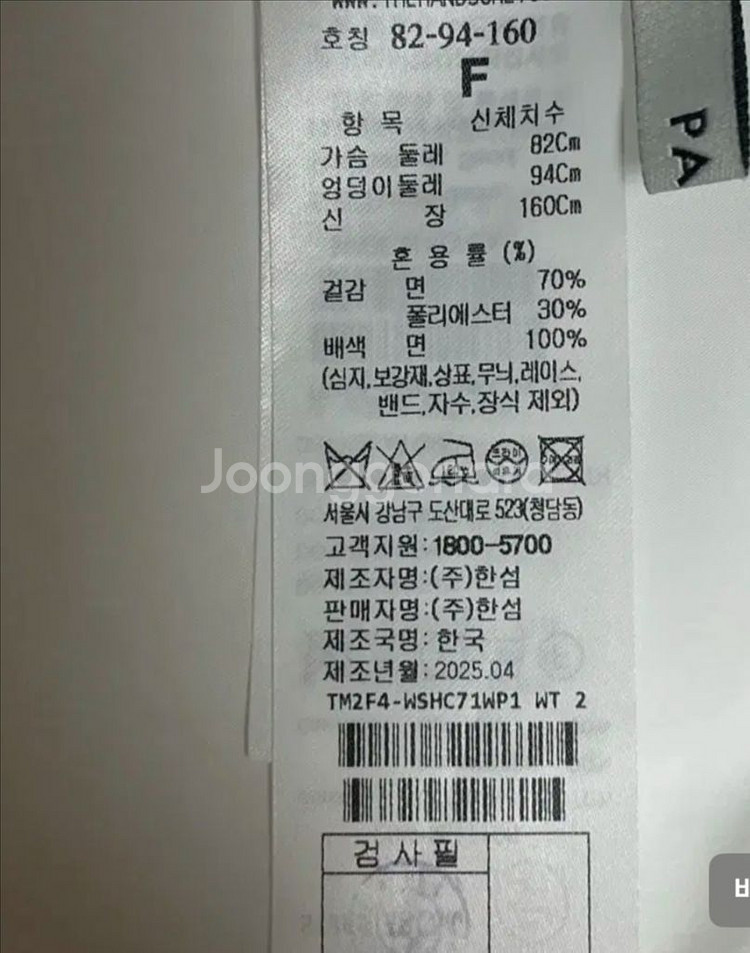 WWW.THEHANDSOME.COM
호칭 82-94-160
F
항 목 신체치수
가슴 둘레 82Cm
엉덩이둘레 94Cm
신 장 160Cm
혼 용 률 (%)
겉감 면 70%
폴리에스터 30%
배색 면 100%
(심지,보강재,상표,무늬,레이스,
밴드,자수,장식 제외)
Joonggonara
서울시 강남구 도산대로 523(청담동)
고객지원:1800-5700
제조자명:(주)한섬
판매자명:(주)한섬
제조국명:한국
제조년월:2025.04
TM2F4-WSHC71WP1 WT 2
검 사 필
PA